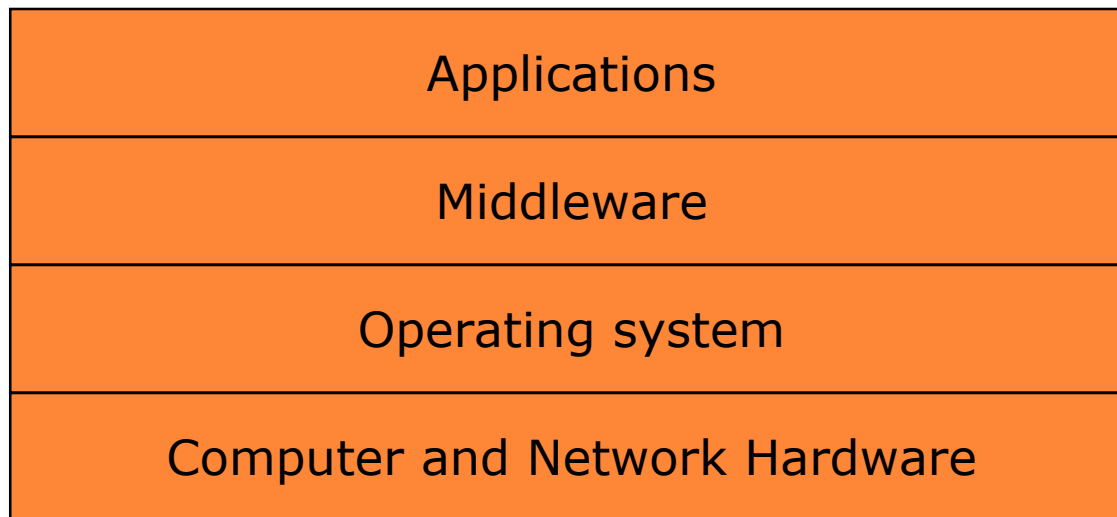 Applications
Middleware
Operating system
Computer and Network Hardware